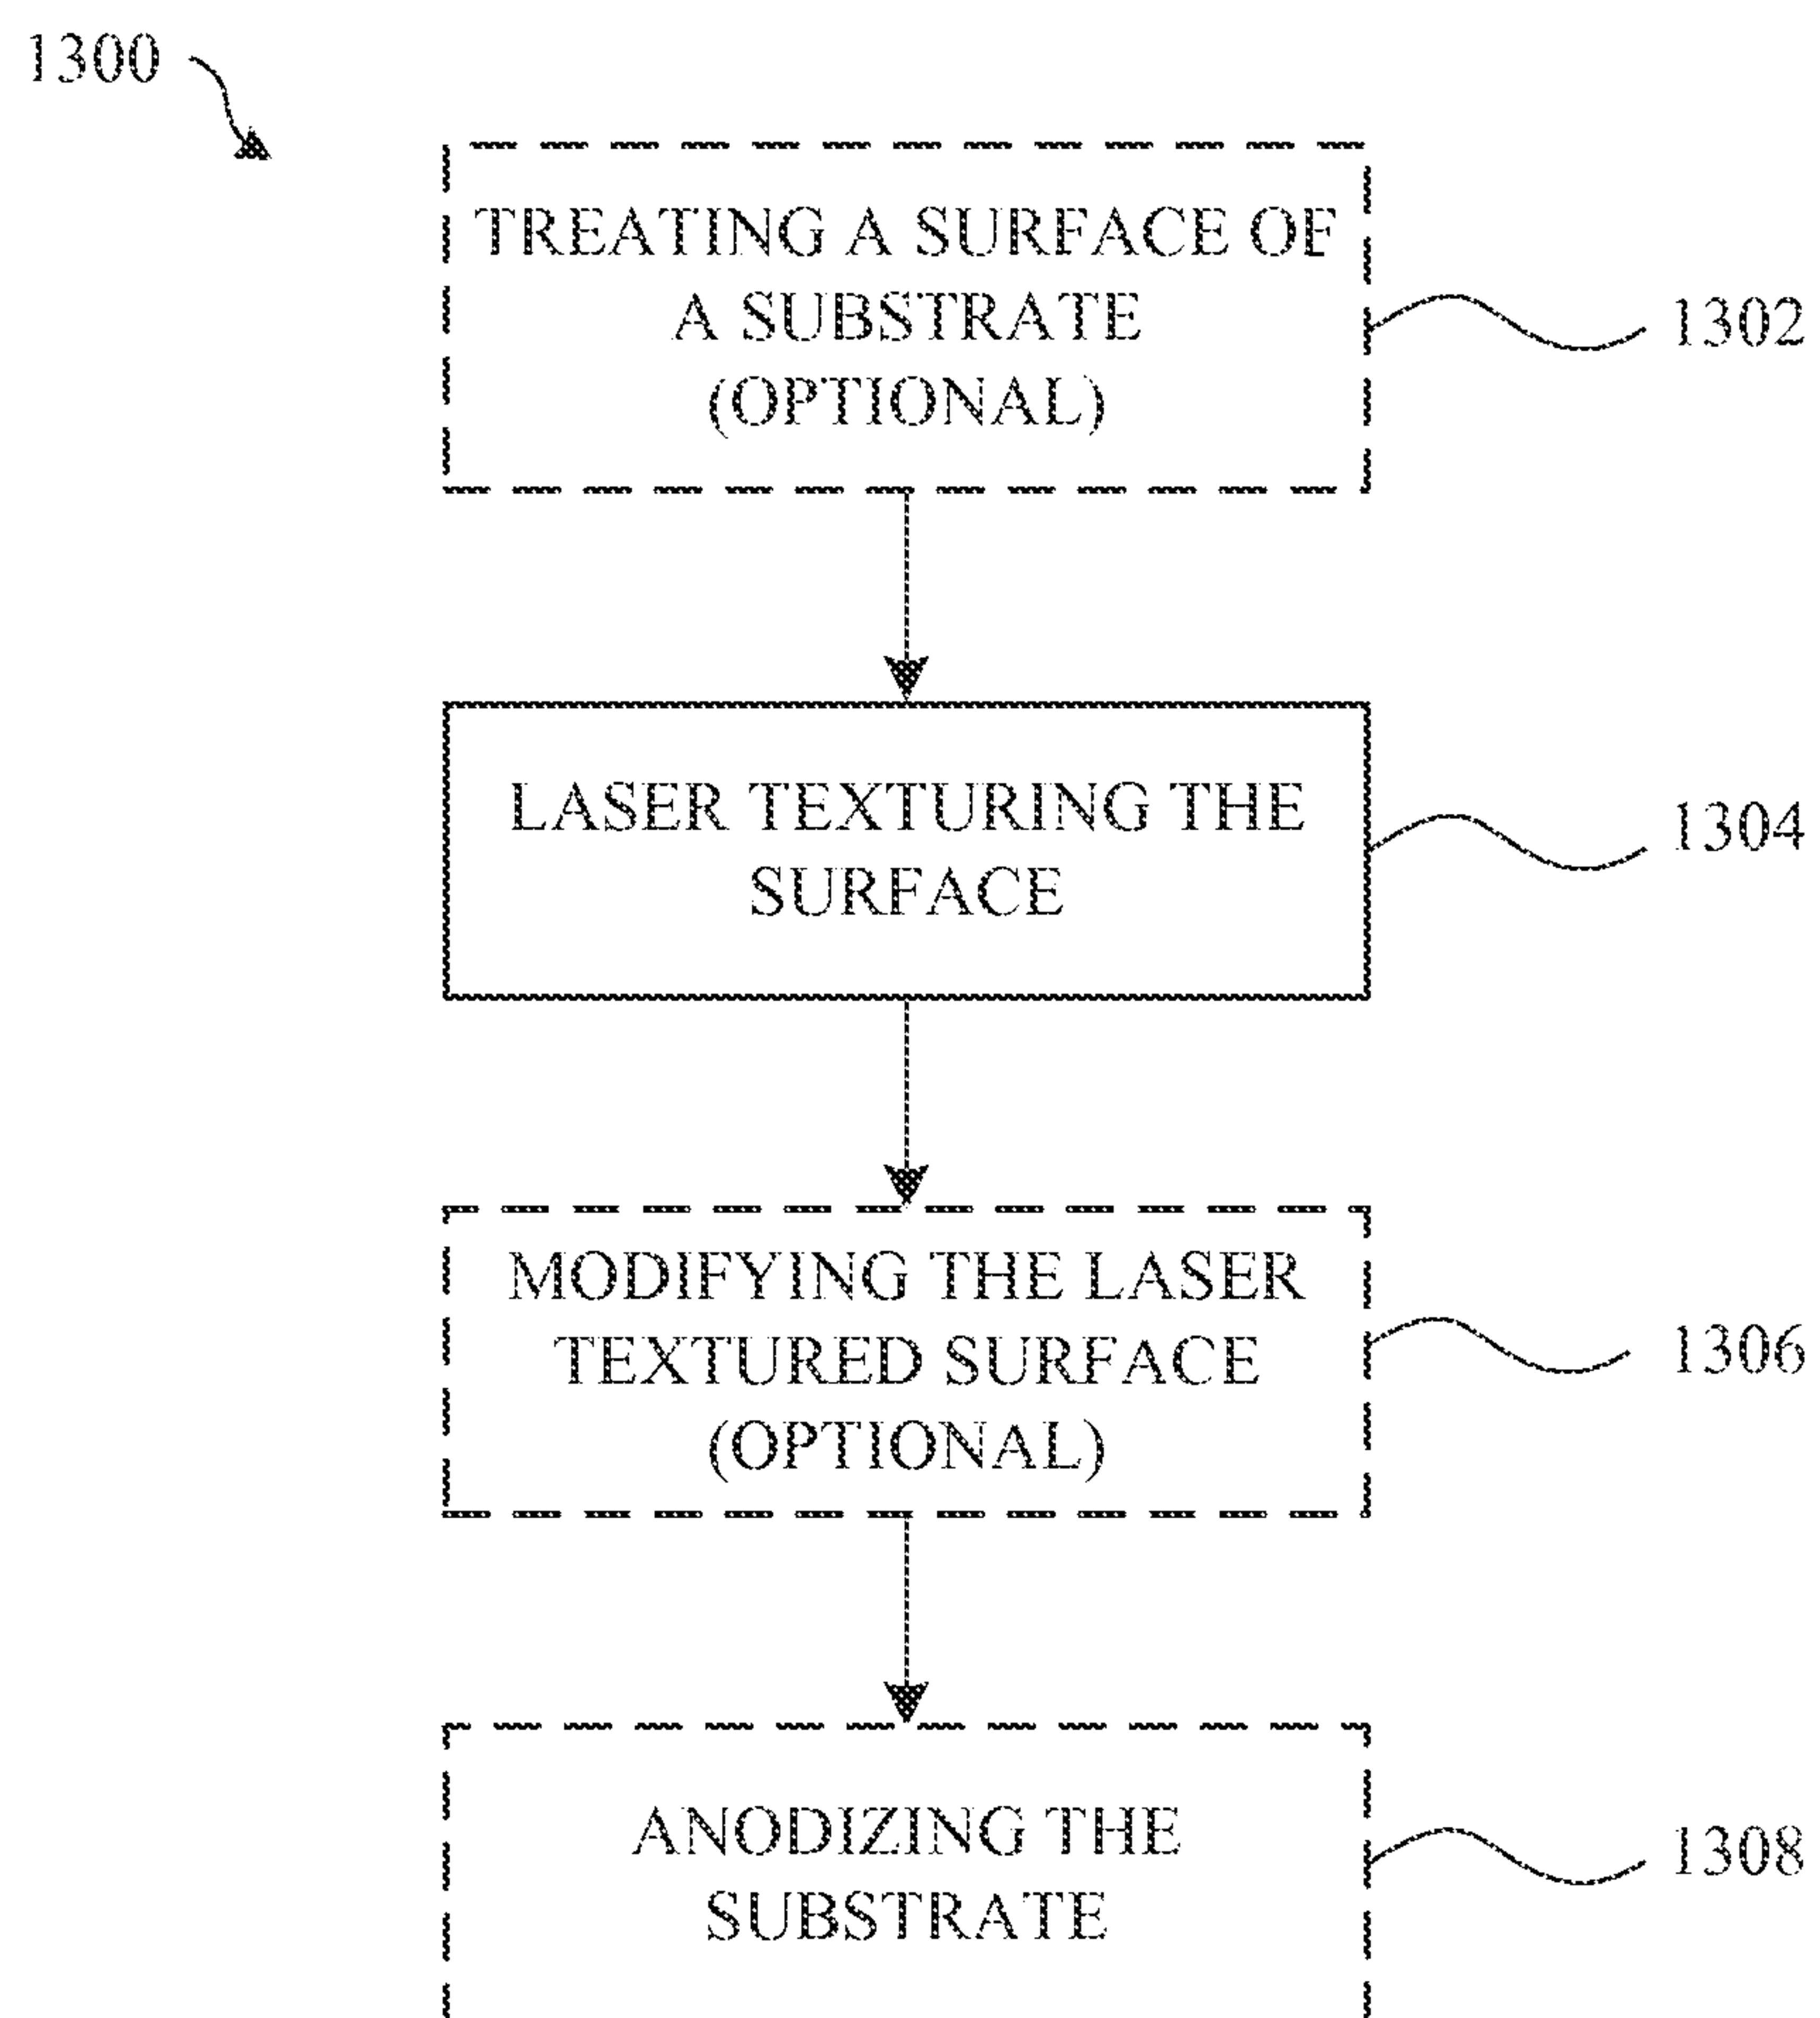 1300
TREATING A SURFACE OF
A SUBSTRATE
(OPTIONAL)
1302
LASER TEXTURING THE
SURFACE
1304
MODIFYING THE LASER
TEXTURED SURFACE
(OPTIONAL)
1306
ANODIZING THE
SUBSTRATE
1308